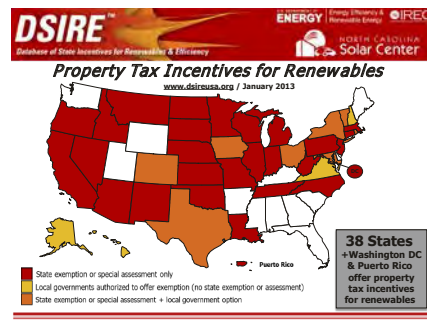 DSIRE™
Database of State Incentives for Renewables & Efficiency
U.S. DEPARTMENT OF
ENERGY
Energy Efficiency &
Renewable Energy
IREC
NORTH CAROLINA
Solar Center
Property Tax Incentives for Renewables
www.dsireusa.org / January 2013
DC
Puerto Rico
38 States
+Washington DC
& Puerto Rico
offer property
tax incentives
for renewables
State exemption or special assessment only
Local governments authorized to offer exemption (no state exemption or assessment)
State exemption or special assessment + local government option